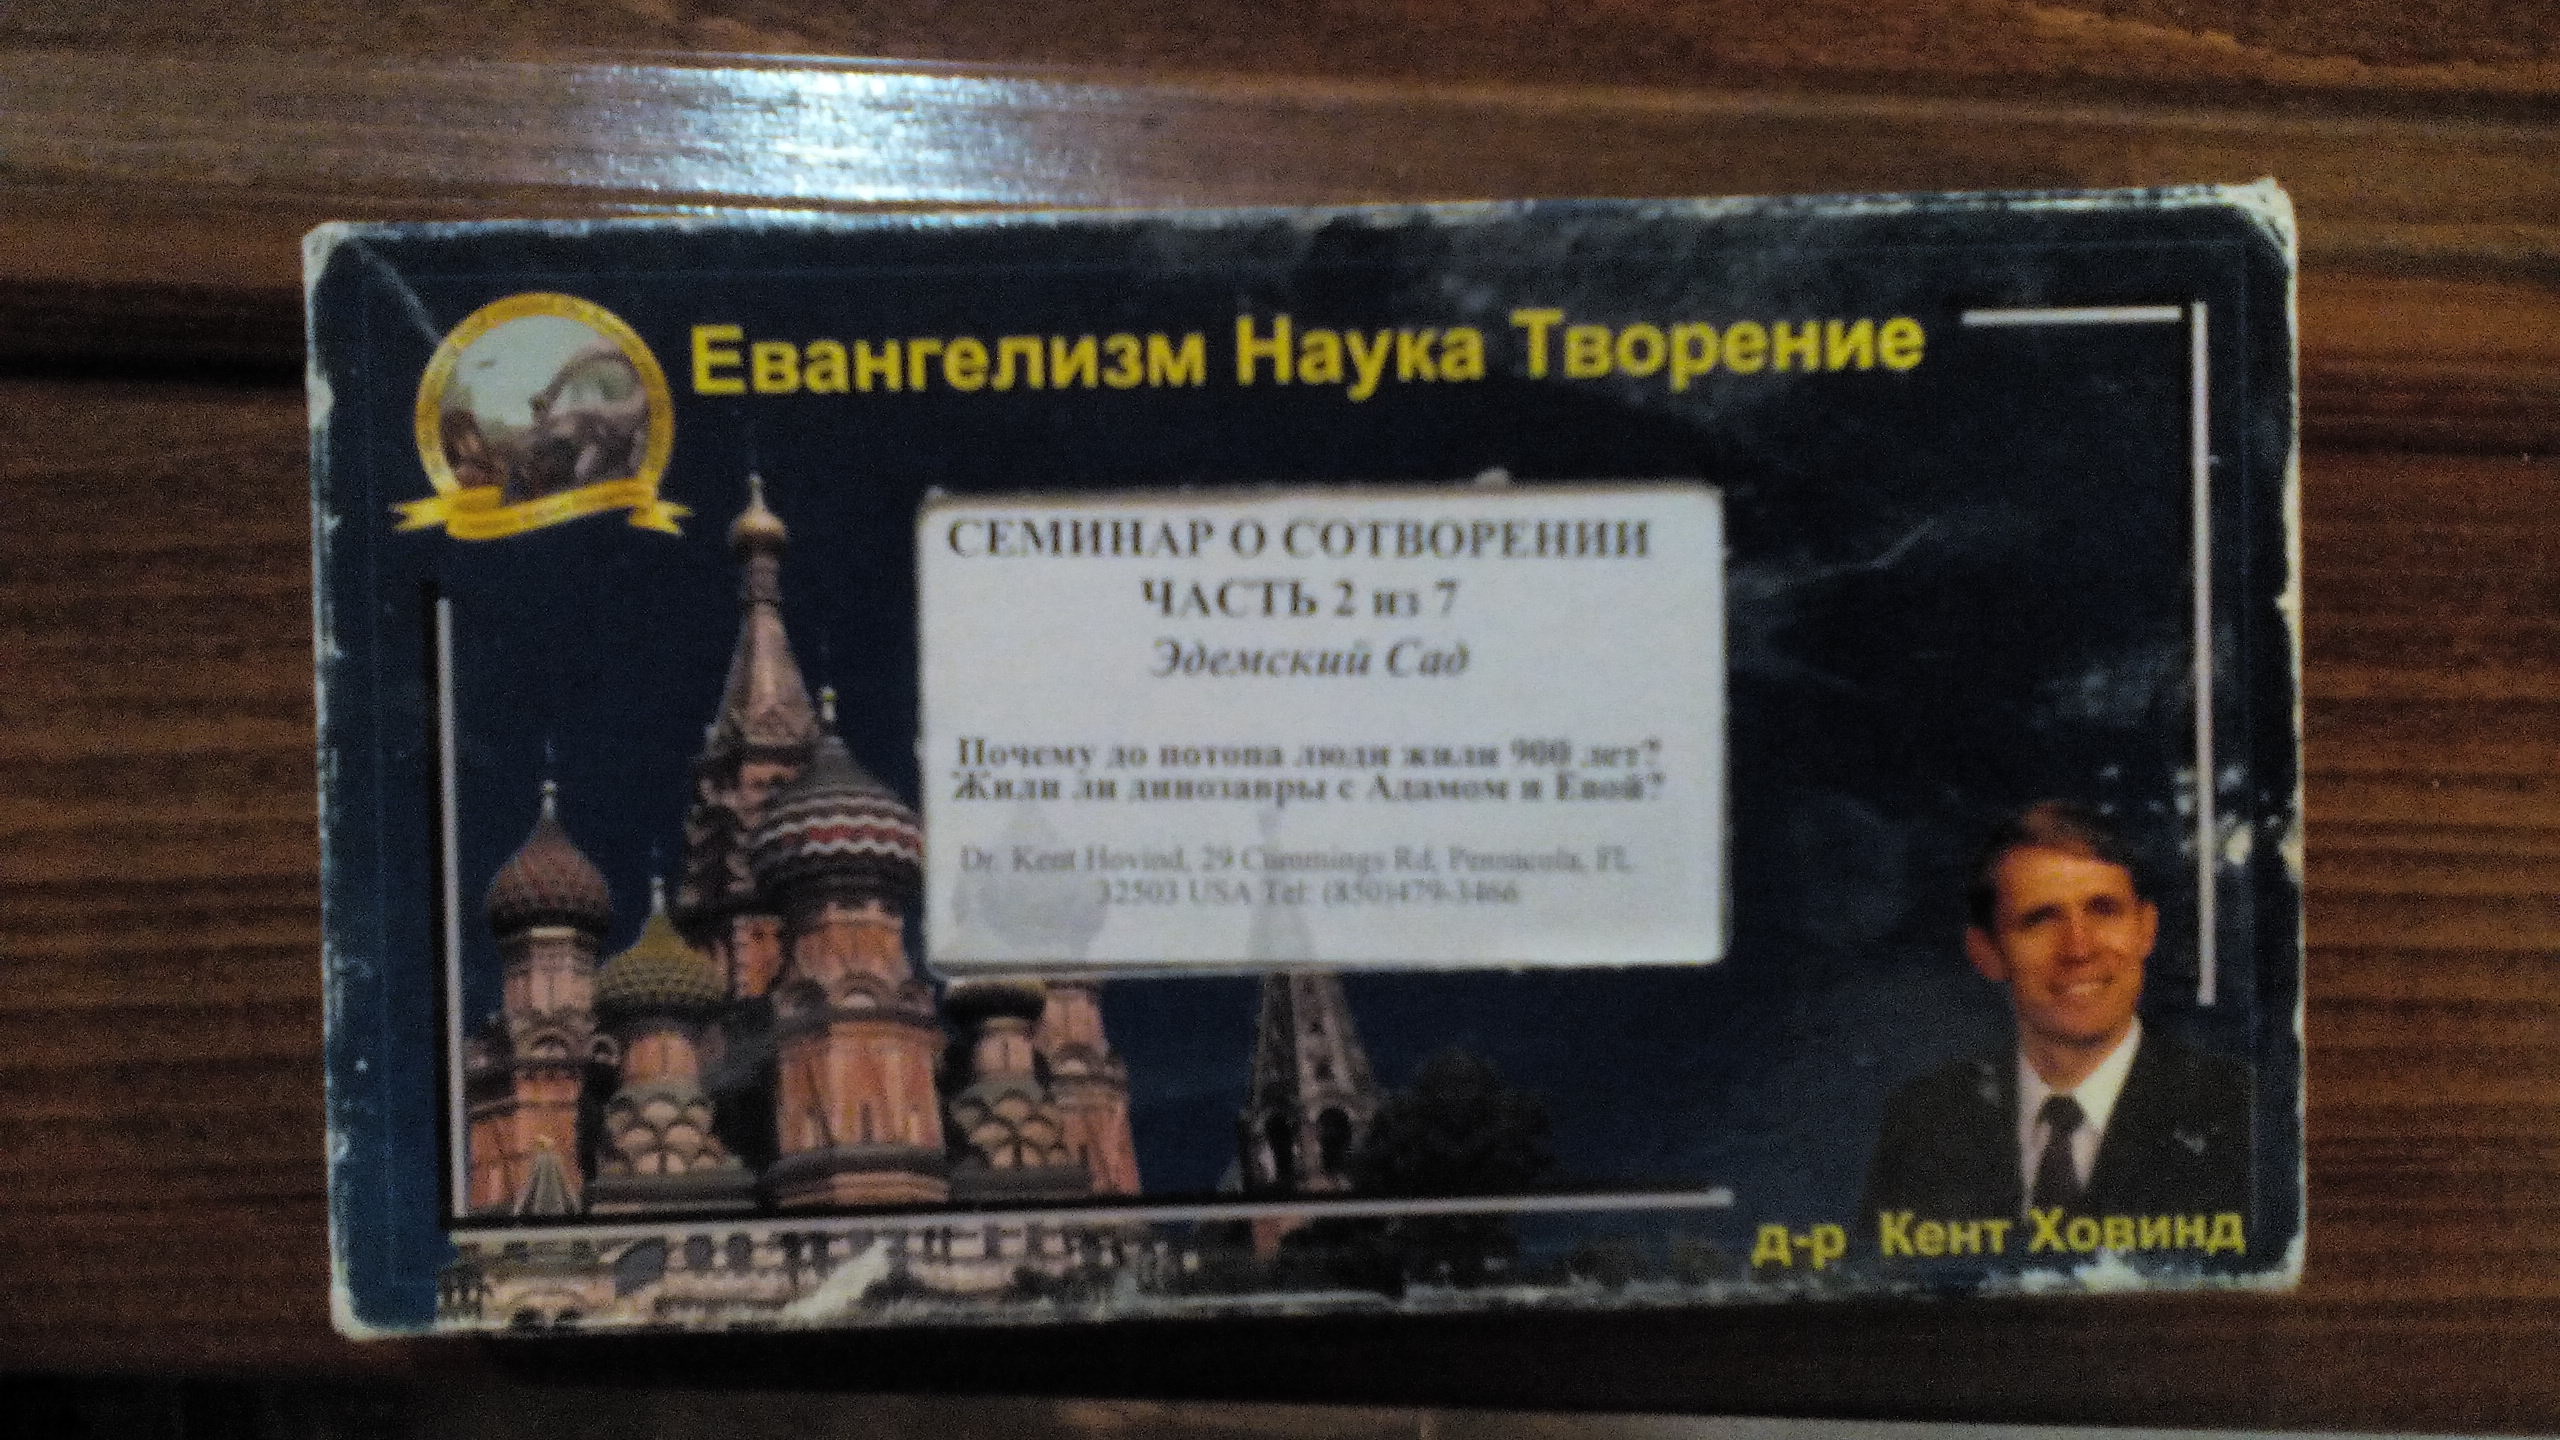 Евангелизм Наука Творение
СЕМИНАР О СОТВОРЕНИИ
ЧАСТЬ 2 из 7
Эдемский Сад
Почему до потопа люди жили 900 лет?
Жили ли динозавры с Адамом и Евой?
Dr. Kent Hovind, 29 Cummings Rd, Pensacola, FL
32503 USA Tel: (850)479-3466
д-р Кент Ховинд